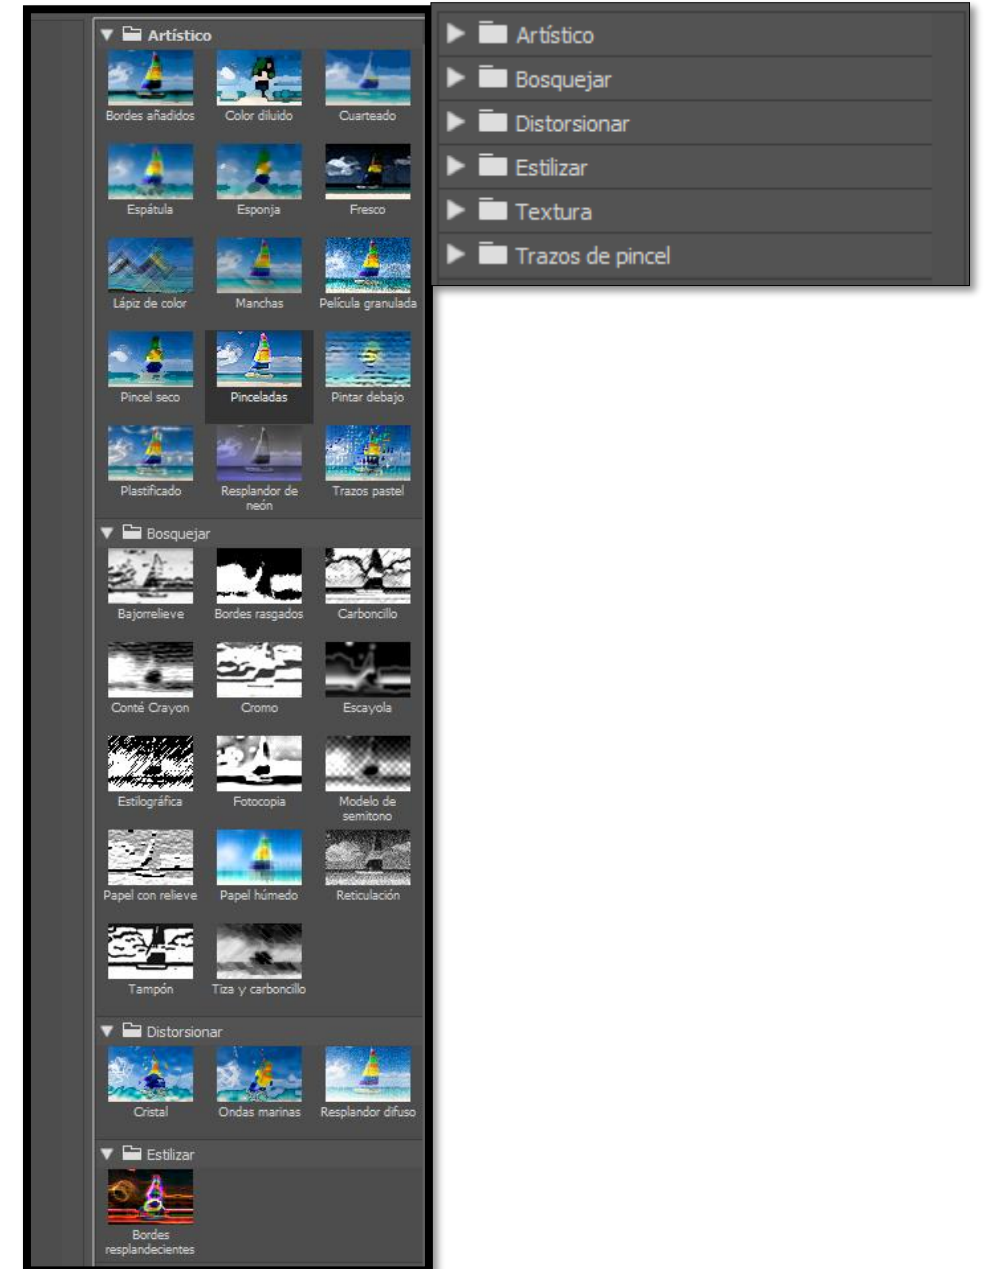 Artístico
Bordes añadidos Color diluido Cuarteado
Espátula Esponja Fresco
Lápiz de color Manchas Película granulada
Pincel seco Pinceladas Pintar debajo
Plastificado Resplandor de neón Trazos pastel
Bosquejar
Bajorrelieve Bordes rasgados Carboncillo
Conté Crayon Cromo Escayola
Estilográfica Fotocopia Modelo de semitono
Papel con relieve Papel húmedo Reticulación
Tampón Tiza y carboncillo
Distorsionar
Cristal Ondas marinas Resplandor difuso
Estilizar
Bordes
resplandecientes
Artístico
Bosquejar
Distorsionar
Estilizar
Textura
Trazos de pincel